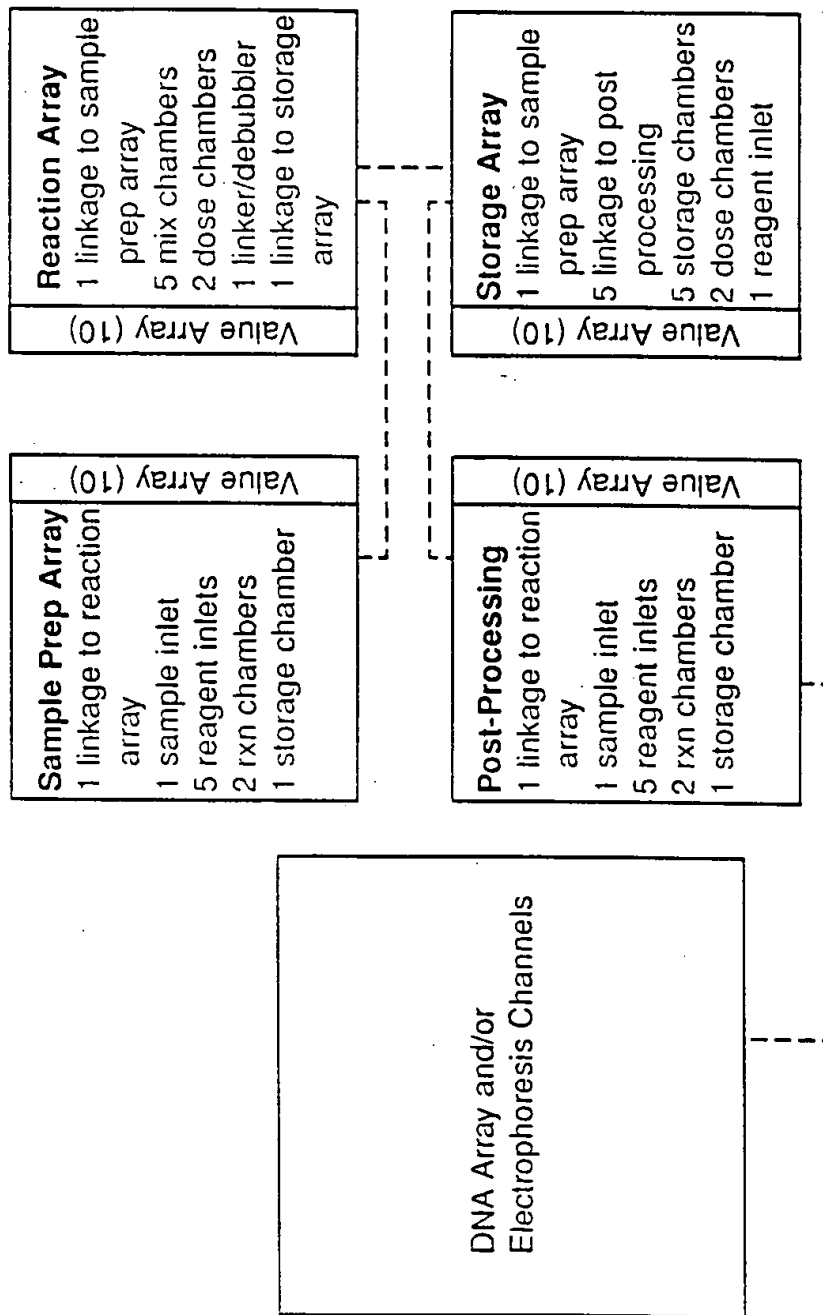 Reaction Array
1 linkage to sample
prep array
5 mix chambers
2 dose chambers
1 linker/debubbler
1 linkage to storage
array
Value Array (10)
Storage Array
1 linkage to sample
prep array
5 linkage to post
processing
5 storage chambers
2 dose chambers
1 reagent inlet
Value Array (10)
Sample Prep Array
1 linkage to reaction
array
1 sample inlet
5 reagent inlets
2 rxn chambers
1 storage chamber
Value Array (10)
Post-Processing
1 linkage to reaction
array
1 sample inlet
5 reagent inlets
2 rxn chambers
1 storage chamber
Value Array (10)
DNA Array and/or
Electrophoresis Channels